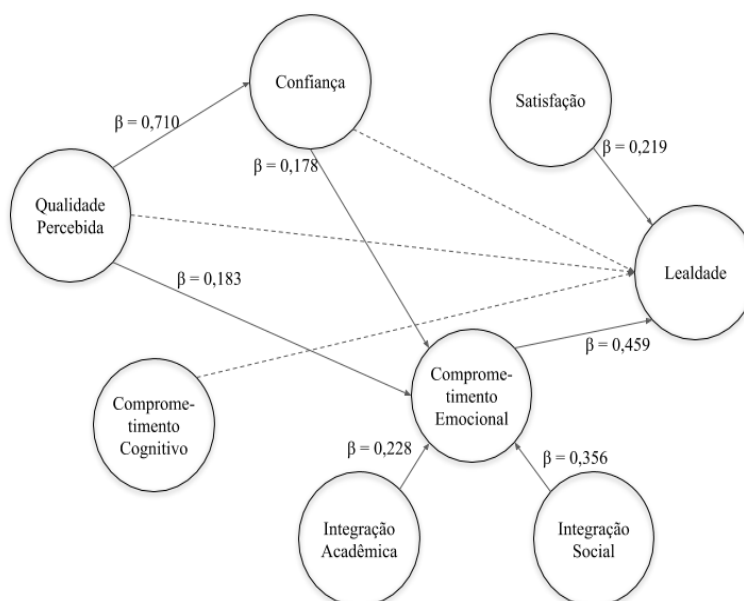 Confiança
Satisfação
β = 0,710
β = 0,219
β = 0,178
Qualidade
Percebida
Lealdade
β = 0,183
β = 0,459
Comprome-
timento
Emocional
Comprome-
timento
Cognitivo
β = 0,228
β = 0,356
Integração
Acadêmica
Integração
Social